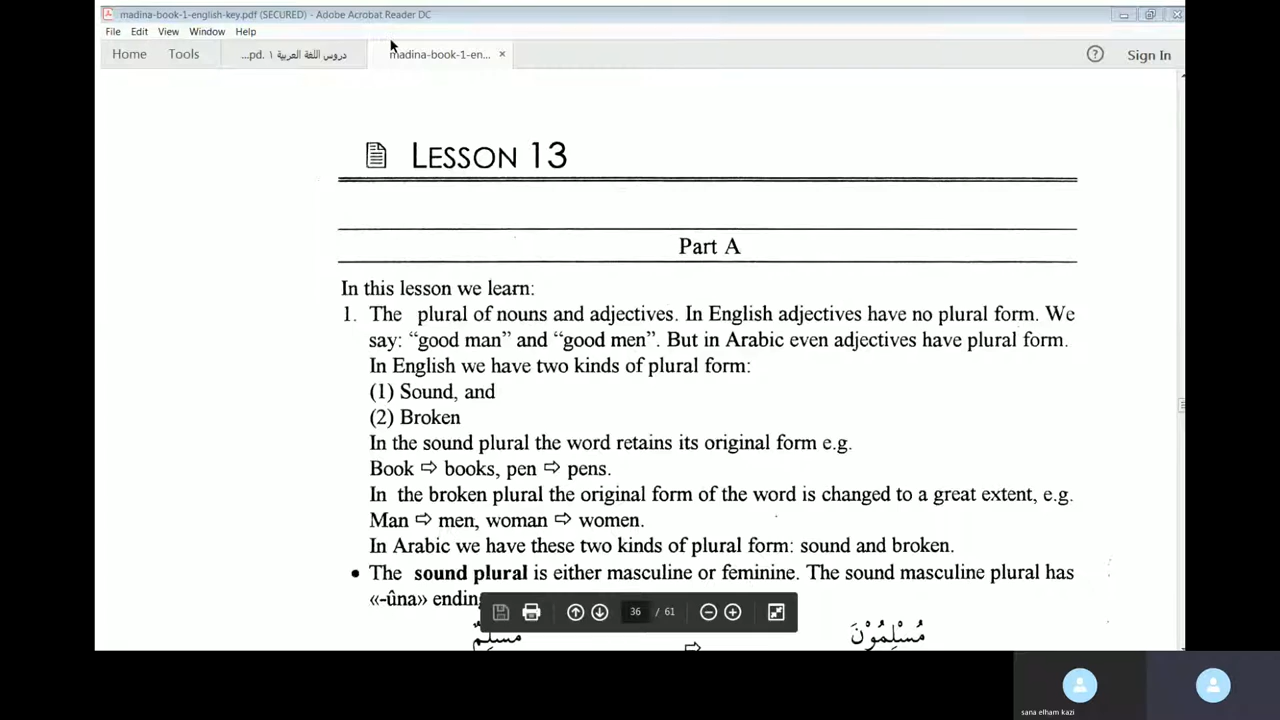 madina-book-1-english-key.pdf (SECURED) - Adobe Acrobat Reader DC
File Edit View Window Help
Home Tools دروس اللغة العربية ١ .pd... madina-book-1-en... × ? Sign In
LESSON 13
Part A
In this lesson we learn:
1. The plural of nouns and adjectives. In English adjectives have no plural form. We
say: “good man” and “good men”. But in Arabic even adjectives have plural form.
In English we have two kinds of plural form:
(1) Sound, and
(2) Broken
In the sound plural the word retains its original form e.g.
Book ⇨ books, pen ⇨ pens.
In the broken plural the original form of the word is changed to a great extent, e.g.
Man ⇨ men, woman ⇨ women.
In Arabic we have these two kinds of plural form: sound and broken.
• The sound plural is either masculine or feminine. The sound masculine plural has
«-ûna» ending
36 / 61
مُسْلِمٌ ⇨ مُسْلِمُوْنَ
sana elham kazi